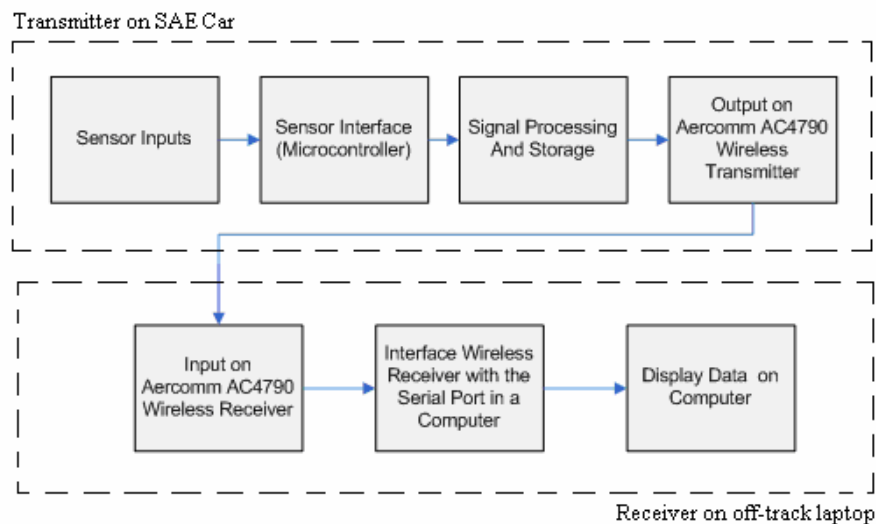 Transmitter on SAE Car
Sensor Inputs
Sensor Interface
(Microcontroller)
Signal Processing
And Storage
Output on
Aercomm AC4790
Wireless
Transmitter
Input on
Aercomm AC4790
Wireless Receiver
Interface Wireless
Receiver with the
Serial Port in a
Computer
Display Data on
Computer
Receiver on off-track laptop